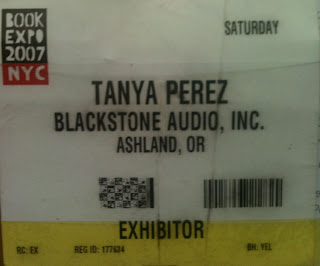 BOOK
EXPO
2007
NYC
SATURDAY
TANYA PEREZ
BLACKSTONE AUDIO, INC.
ASHLAND, OR
EXHIBITOR
RC: EX REG ID: 177634 BH: YEL